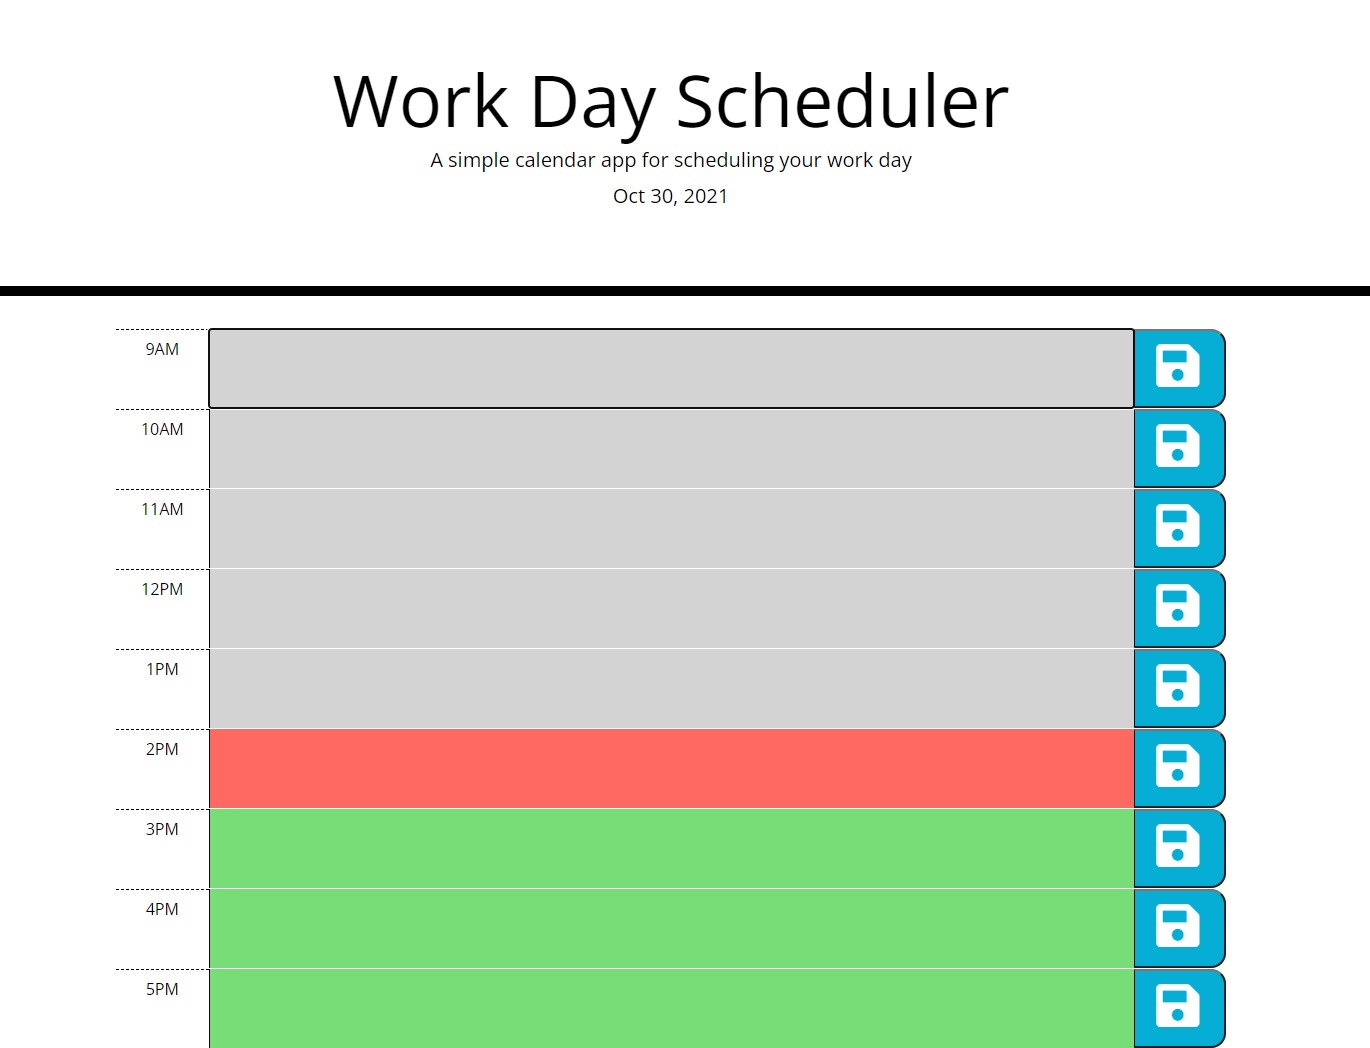 Work Day Scheduler
A simple calendar app for scheduling your work day
Oct 30, 2021
9AM
10AM
11AM
12PM
1PM
2PM
3PM
4PM
5PM